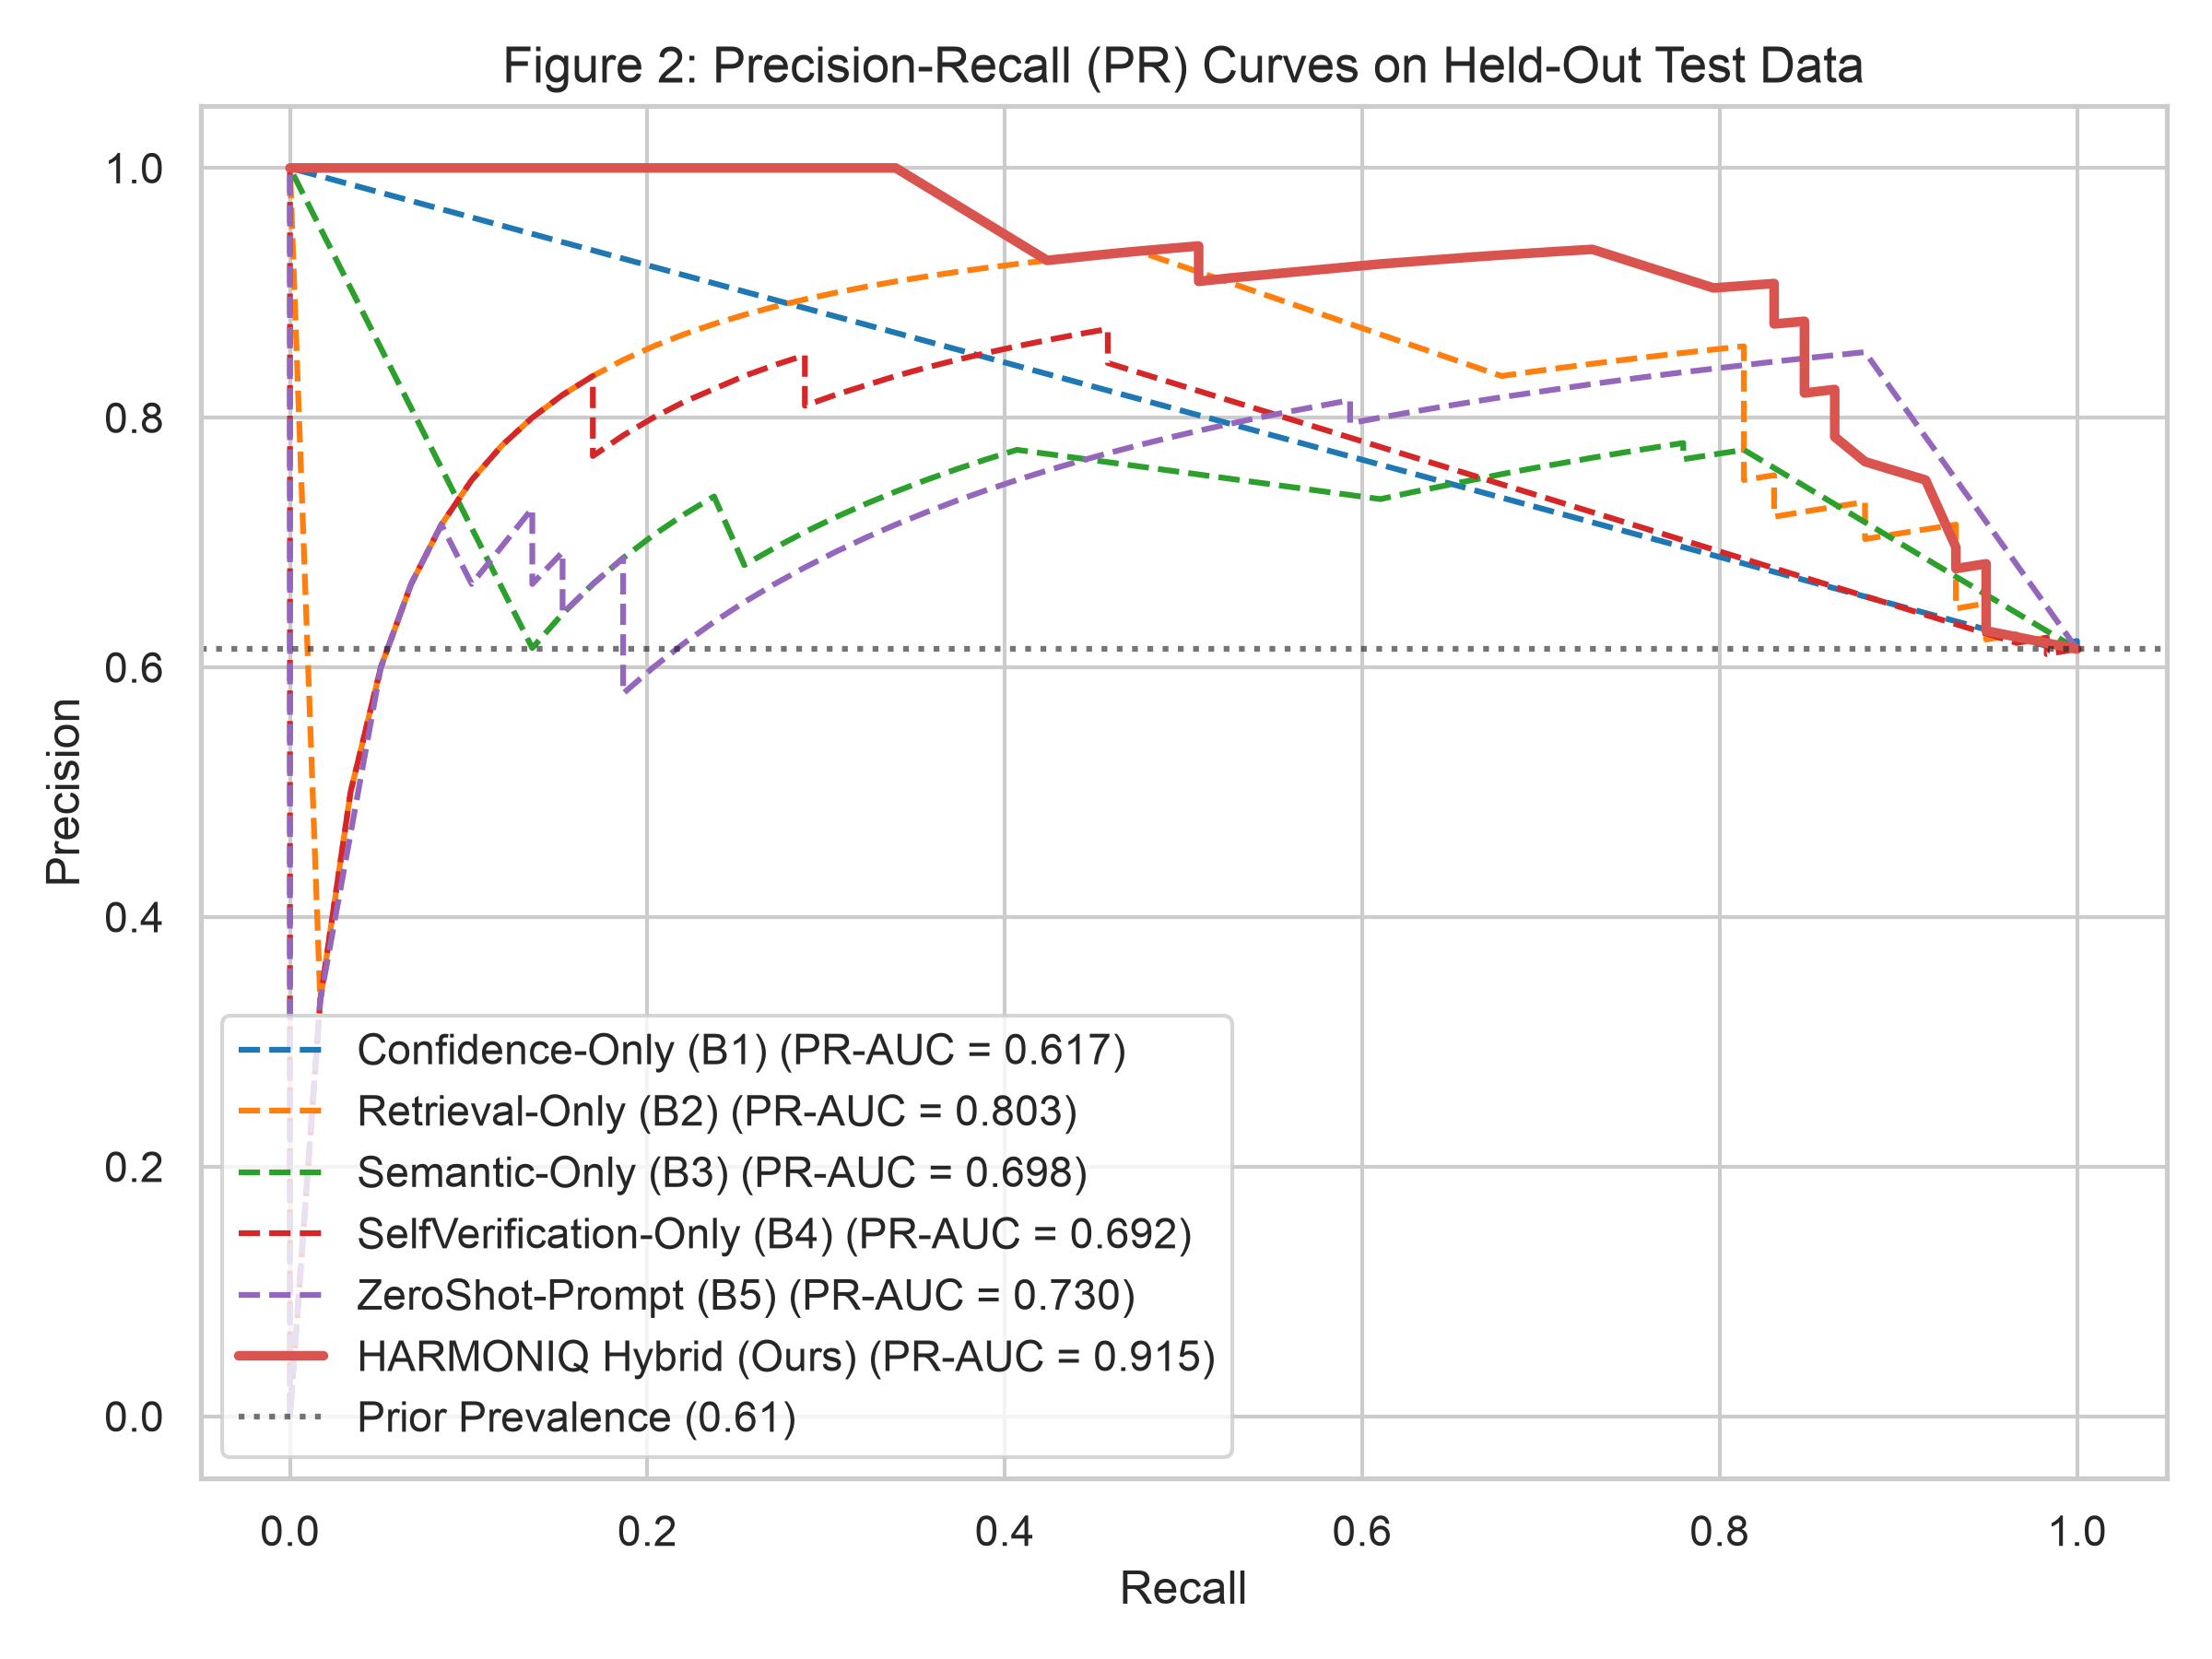 Figure 2: Precision-Recall (PR) Curves on Held-Out Test Data
Precision
1.0
0.8
0.6
0.4
0.2
0.0
Confidence-Only (B1) (PR-AUC = 0.617)
Retrieval-Only (B2) (PR-AUC = 0.803)
Semantic-Only (B3) (PR-AUC = 0.698)
SelfVerification-Only (B4) (PR-AUC = 0.692)
ZeroShot-Prompt (B5) (PR-AUC = 0.730)
HARMONIQ Hybrid (Ours) (PR-AUC = 0.915)
Prior Prevalence (0.61)
0.0 0.2 0.4 0.6 0.8 1.0
Recall